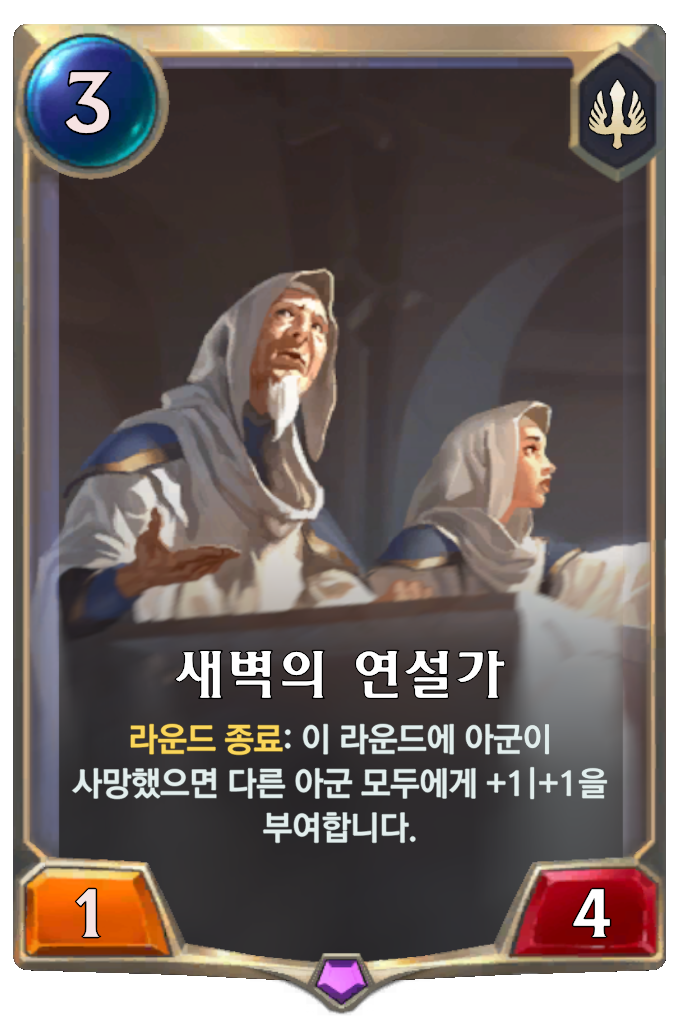 3
새벽의 연설가
라운드 종료: 이 라운드에 아군이
사망했으면 다른 아군 모두에게 +1|+1을
부여합니다.
1
4